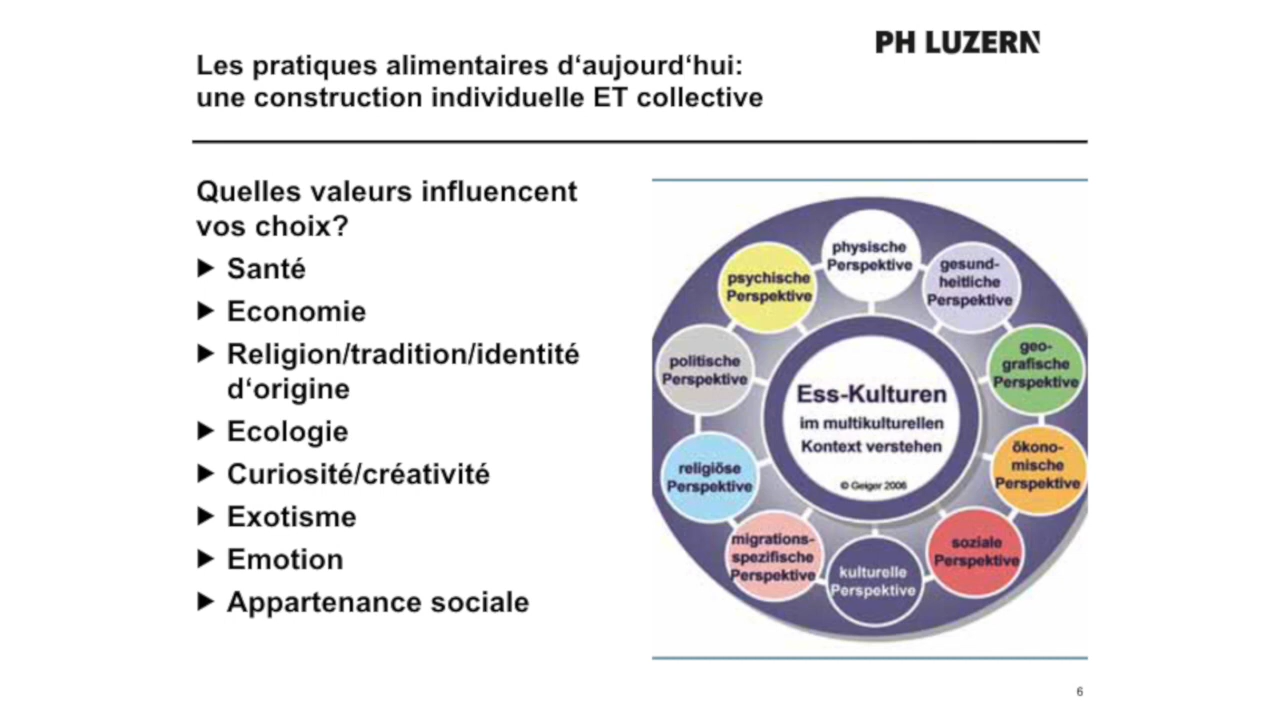 PH LUZERN
Les pratiques alimentaires d‘aujourd‘hui:
une construction individuelle ET collective
Quelles valeurs influencent
vos choix?
Santé
Economie
Religion/tradition/identité
d‘origine
Ecologie
Curiosité/créativité
Exotisme
Emotion
Appartenance sociale
physische
Perspektive
gesund-
heitliche
Perspektive
geo-
grafische
Perspektive
ökono-
mische
Perspektive
soziale
Perspektive
kulturelle
Perspektive
migrations-
spezifische
Perspektive
religiöse
Perspektive
politische
Perspektive
psychische
Perspektive
Ess-Kulturen
im multikulturellen
Kontext verstehen
© Geiger 2006
6